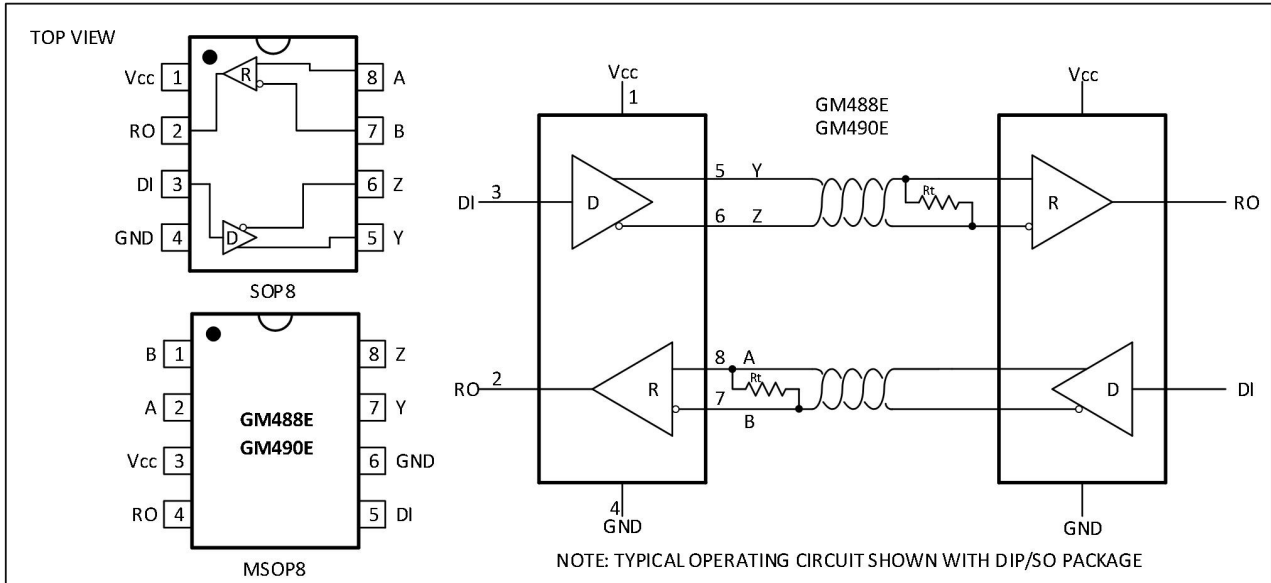 TOP VIEW
Vcc 1
R
8 A
RO 2
7 B
DI 3
6 Z
GND 4
D
5 Y
SOP8
B 1
8 Z
A 2
GM488E
7 Y
GM490E
Vcc 3
6 GND
RO 4
5 DI
MSOP8
Vcc
1
GM488E
GM490E
Vcc
DI 3
D
5 Y
6 Z
Rt
R
RO
RO 2
R
8 A
Rt
7
B
D
DI
4
GND
GND
NOTE: TYPICAL OPERATING CIRCUIT SHOWN WITH DIP/SO PACKAGE